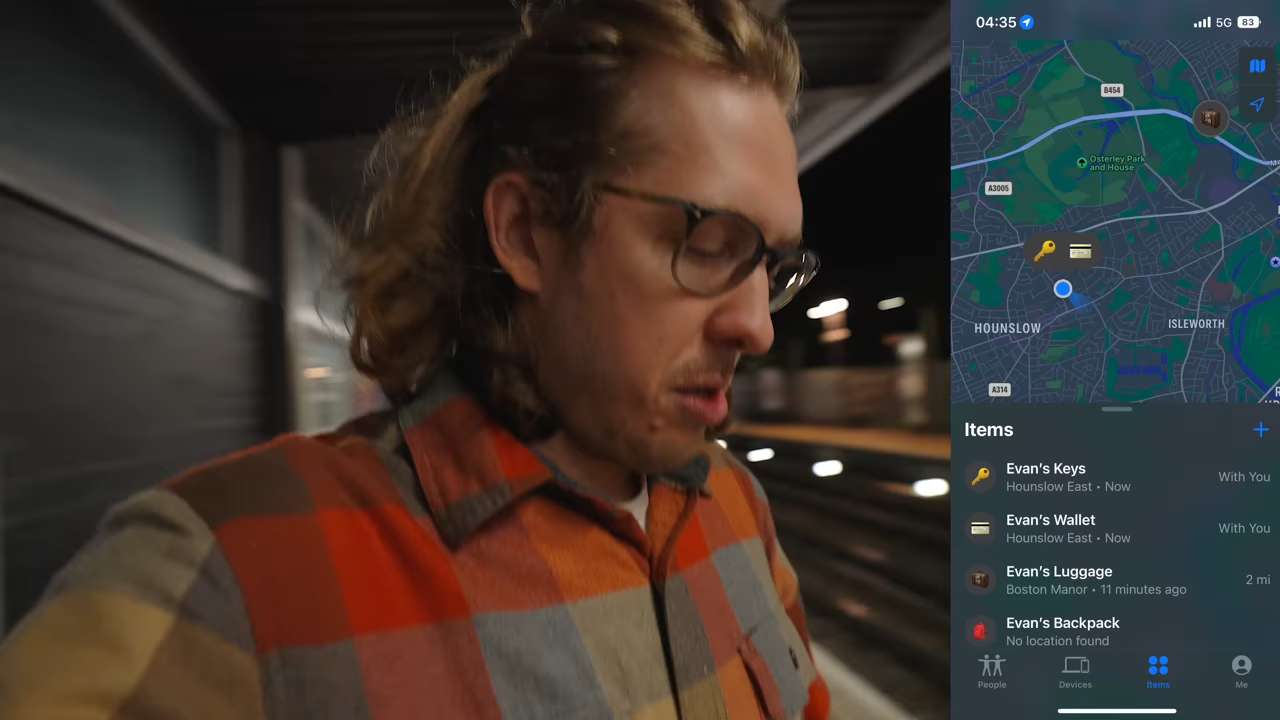 04:35
5G 83
B454
Osterley Park
and House
A3005
HOUNSLOW
ISLEWORTH
A314
Items
Evan's Keys
Hounslow East • Now
With You
Evan's Wallet
Hounslow East • Now
With You
Evan's Luggage
Boston Manor • 11 minutes ago
2 mi
Evan's Backpack
No location found
People
Devices
Items
Me